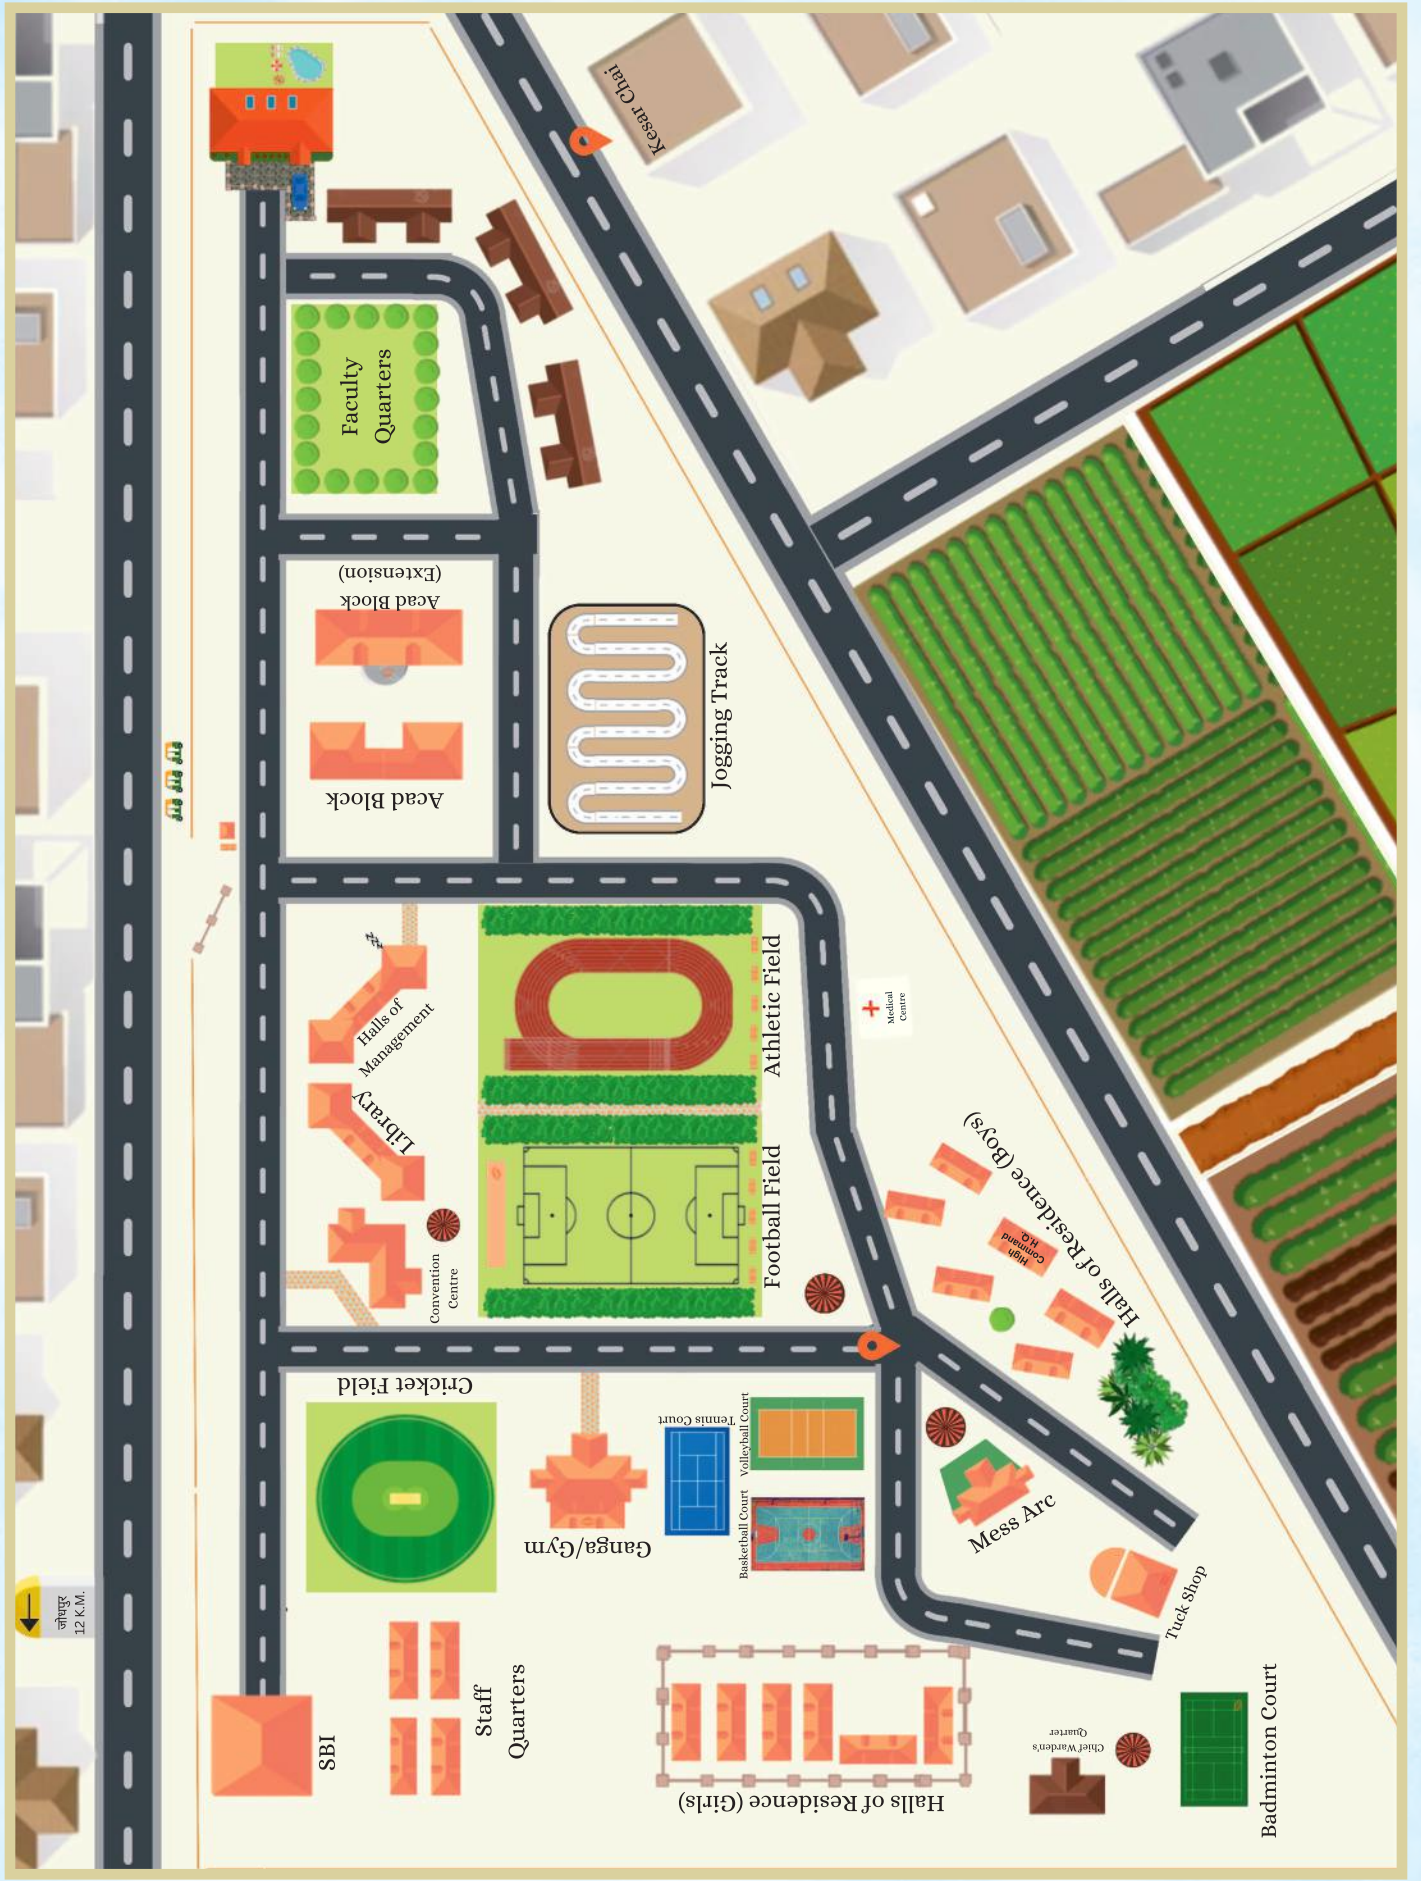 Kesar Chai
Faculty
Quarters
Acad Block
(Extension)
Acad Block
Jogging Track
Halls of
Management
Library
Convention
Centre
Athletic Field
Football Field
Medical
Centre
Halls of Residence (Boys)
High
Command
H.Q.
Cricket Field
Ganga/Gym
Tennis Court
Volleyball Court
Basketball Court
Mess Arc
Tuck Shop
जोधपुर
12 K.M.
SBI
Staff
Quarters
Halls of Residence (Girls)
Chief Warden's
Quarter
Badminton Court